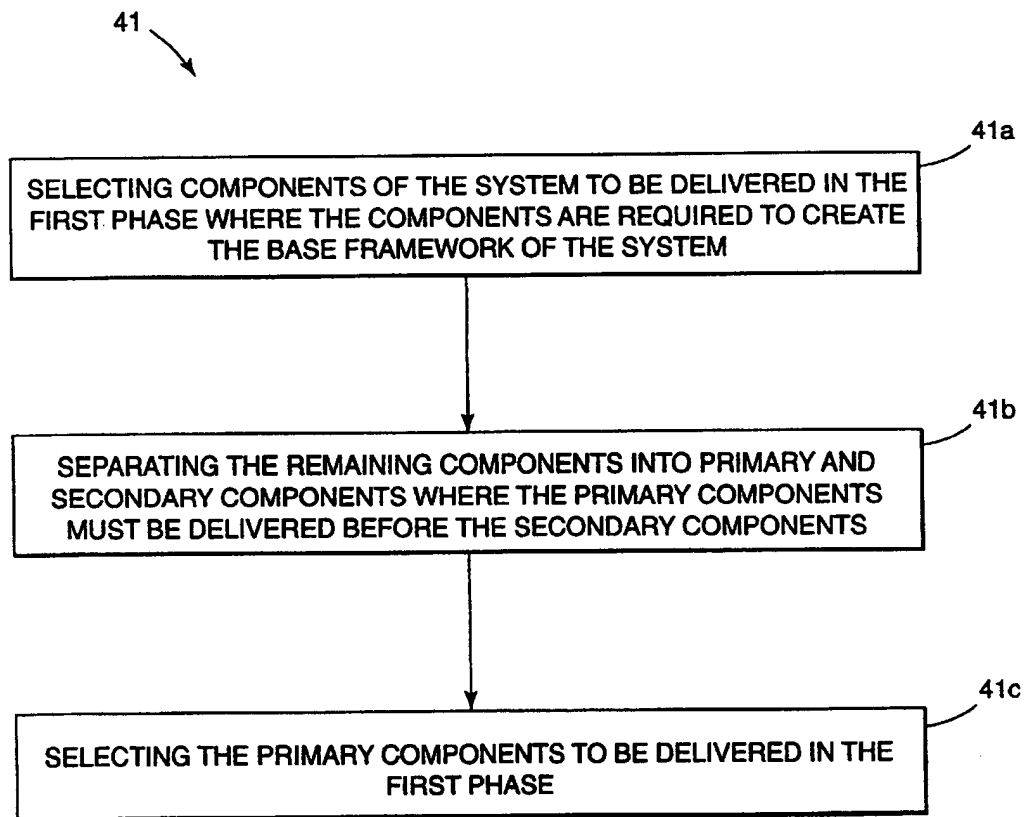 41
41a
SELECTING COMPONENTS OF THE SYSTEM TO BE DELIVERED IN THE
FIRST PHASE WHERE THE COMPONENTS ARE REQUIRED TO CREATE
THE BASE FRAMEWORK OF THE SYSTEM
41b
SEPARATING THE REMAINING COMPONENTS INTO PRIMARY AND
SECONDARY COMPONENTS WHERE THE PRIMARY COMPONENTS
MUST BE DELIVERED BEFORE THE SECONDARY COMPONENTS
41c
SELECTING THE PRIMARY COMPONENTS TO BE DELIVERED IN THE
FIRST PHASE